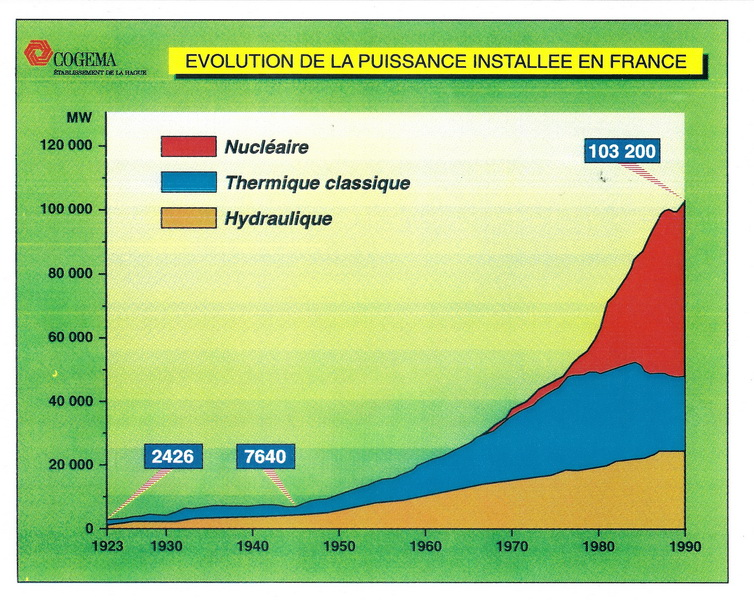 COGEMA
ÉTABLISSEMENT DE LA HAGUE
EVOLUTION DE LA PUISSANCE INSTALLEE EN FRANCE
MW
120 000
100 000
80 000
60 000
40 000
20 000
0
Nucléaire
Thermique classique
Hydraulique
103 200
2426
7640
1923
1930
1940
1950
1960
1970
1980
1990